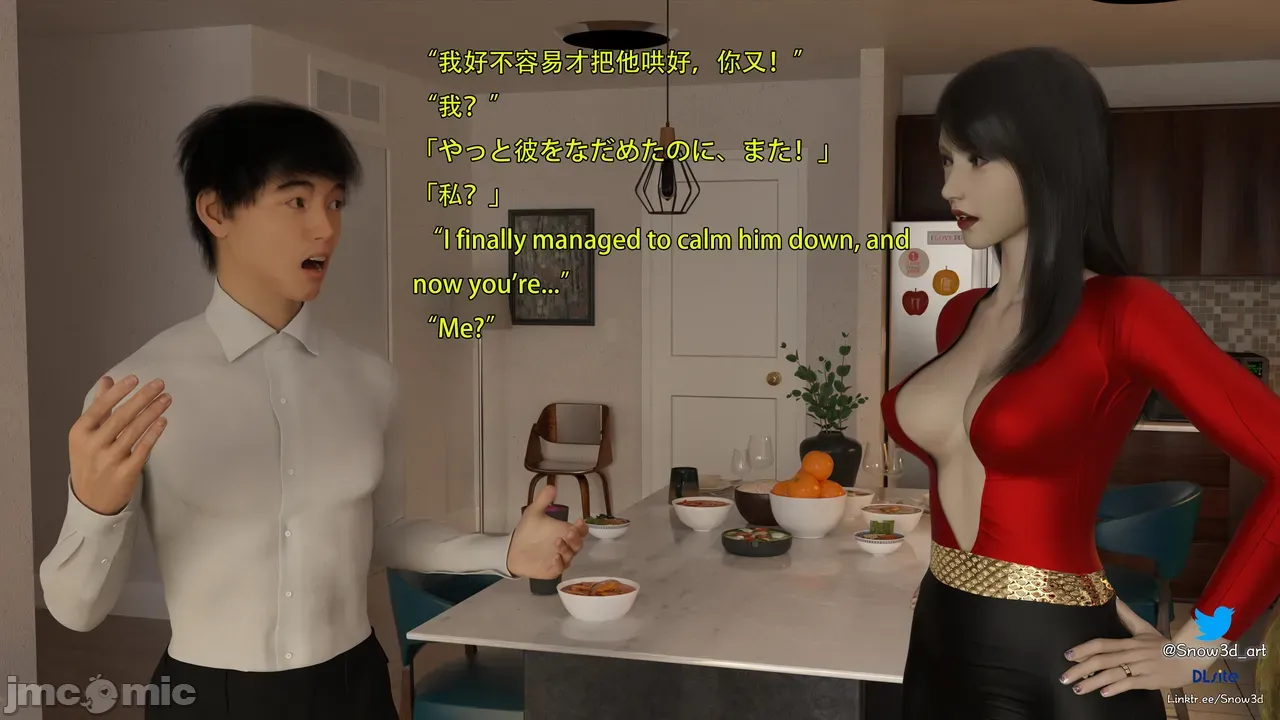 “我好不容易才把他哄好，你又！”
“我？”
「やっと彼をなだめたのに、また！」
「私？」
“I finally managed to calm him down, and
now you’re...”
“Me?”
@Snow3d_art
DLsite
Linktr.ee/Snow3d
jmcomic